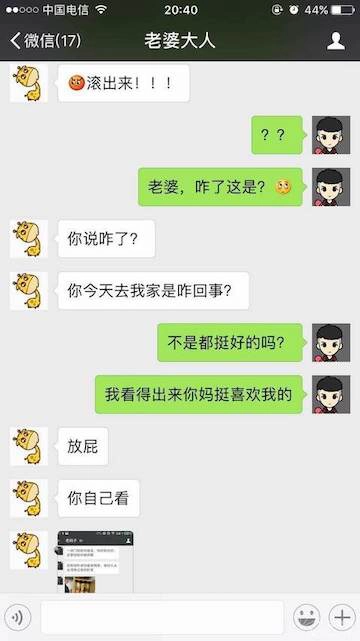 中国电信
20:40
44%
微信(17)
老婆大人
滚出来！！！
？？
老婆，咋了这是？
你说咋了？
你今天去我家是咋回事？
不是都挺好的吗？
我看得出来你妈挺喜欢我的
放屁
你自己看